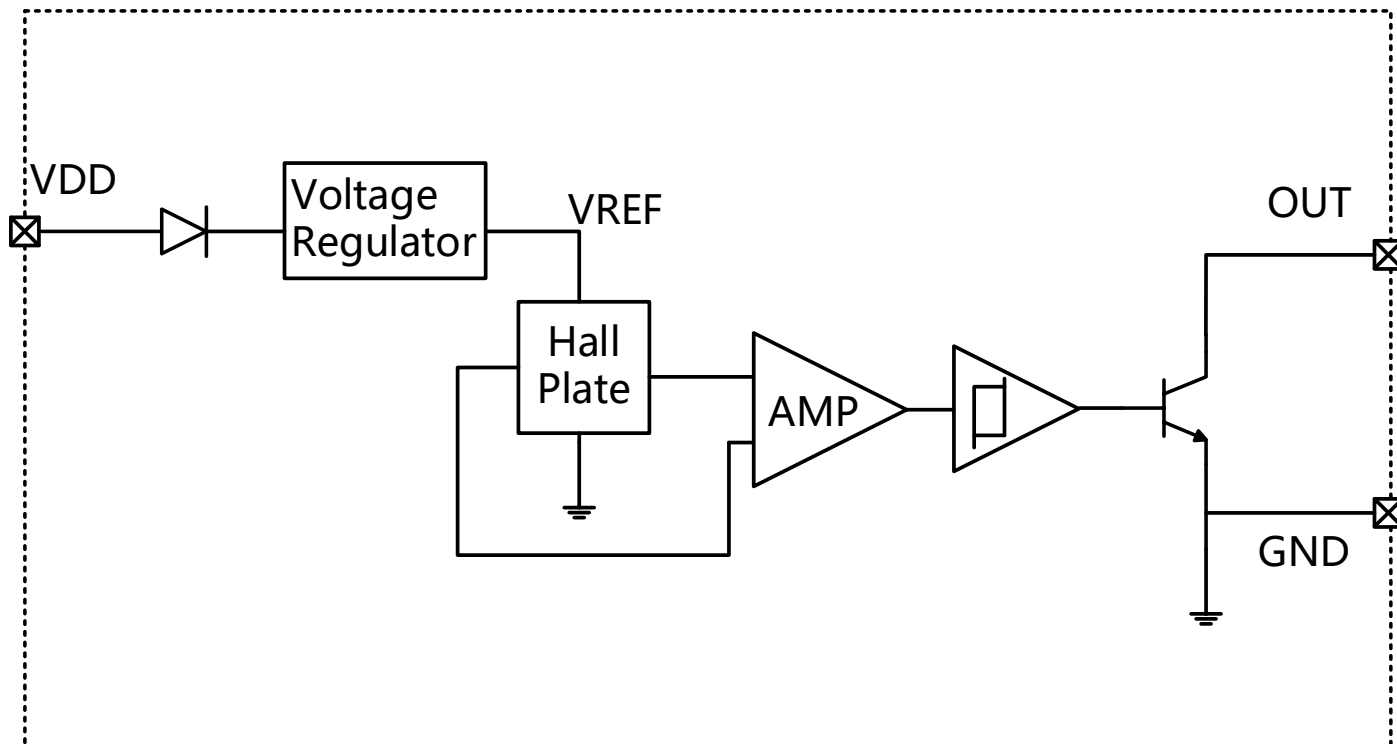 VDD
Voltage
Regulator
VREF
OUT
Hall
Plate
AMP
GND